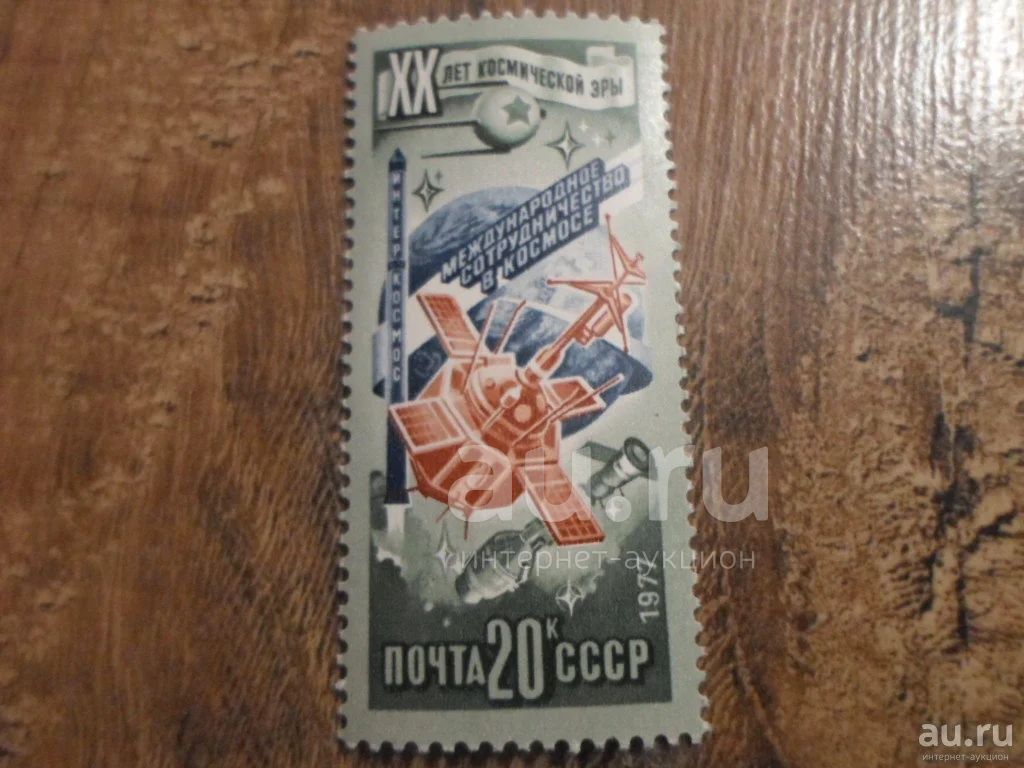 XX ЛЕТ КОСМИЧЕСКОЙ ЭРЫ
ИНТЕРКОСМОС
МЕЖДУНАРОДНОЕ
СОТРУДНИЧЕСТВО
В КОСМОСЕ
au.ru
интернет-аукцион
1977
ПОЧТА 20 К СССР
au.ru
интернет-аукцион